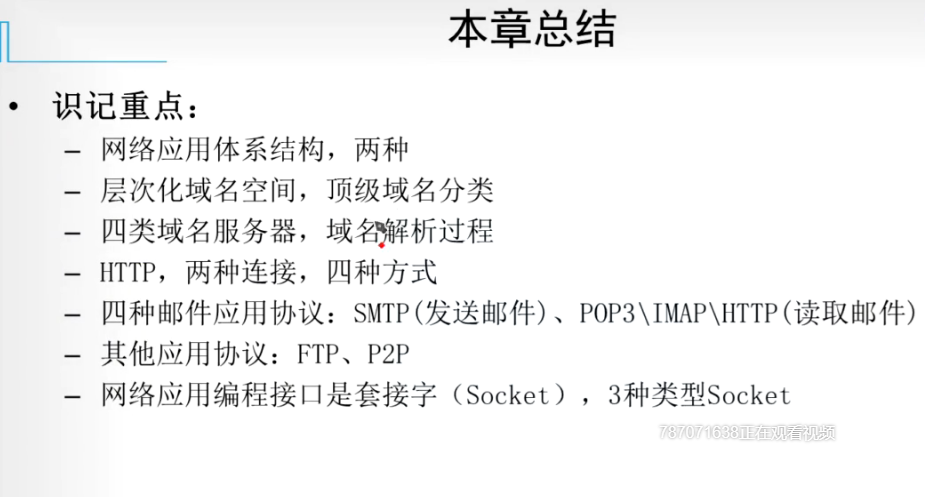 本章总结
• 识记重点：
– 网络应用体系结构，两种
– 层次化域名空间，顶级域名分类
– 四类域名服务器，域名解析过程
– HTTP，两种连接，四种方式
– 四种邮件应用协议：SMTP(发送邮件)、POP3\IMAP\HTTP(读取邮件)
– 其他应用协议：FTP、P2P
– 网络应用编程接口是套接字（Socket），3种类型Socket
787071638正在观看视频